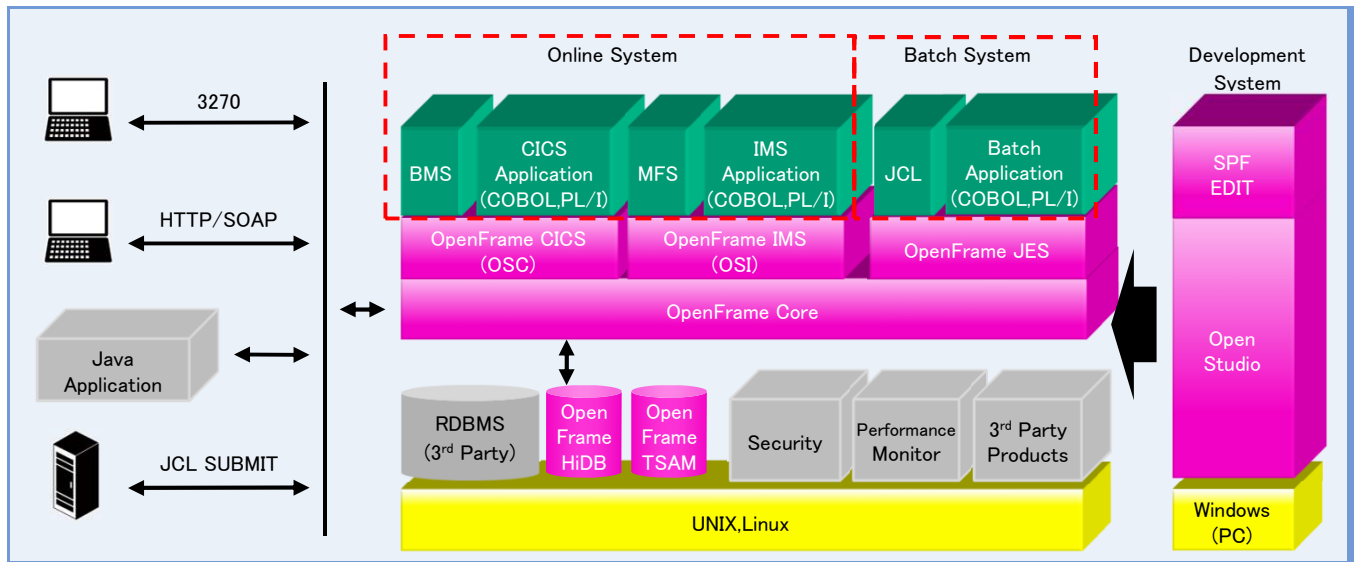 Online System
Batch System
Development
System
3270
HTTP/SOAP
Java
Application
JCL SUBMIT
BMS
CICS
Application
(COBOL,PL/I)
MFS
IMS
Application
(COBOL,PL/I)
JCL
Batch
Application
(COBOL,PL/I)
SPF
EDIT
OpenFrame CICS
(OSC)
OpenFrame IMS
(OSI)
OpenFrame JES
OpenFrame Core
Open
Studio
RDBMS
(3rd Party)
Open
Frame
HiDB
Open
Frame
TSAM
Security
Performance
Monitor
3rd Party
Products
UNIX,Linux
Windows
(PC)